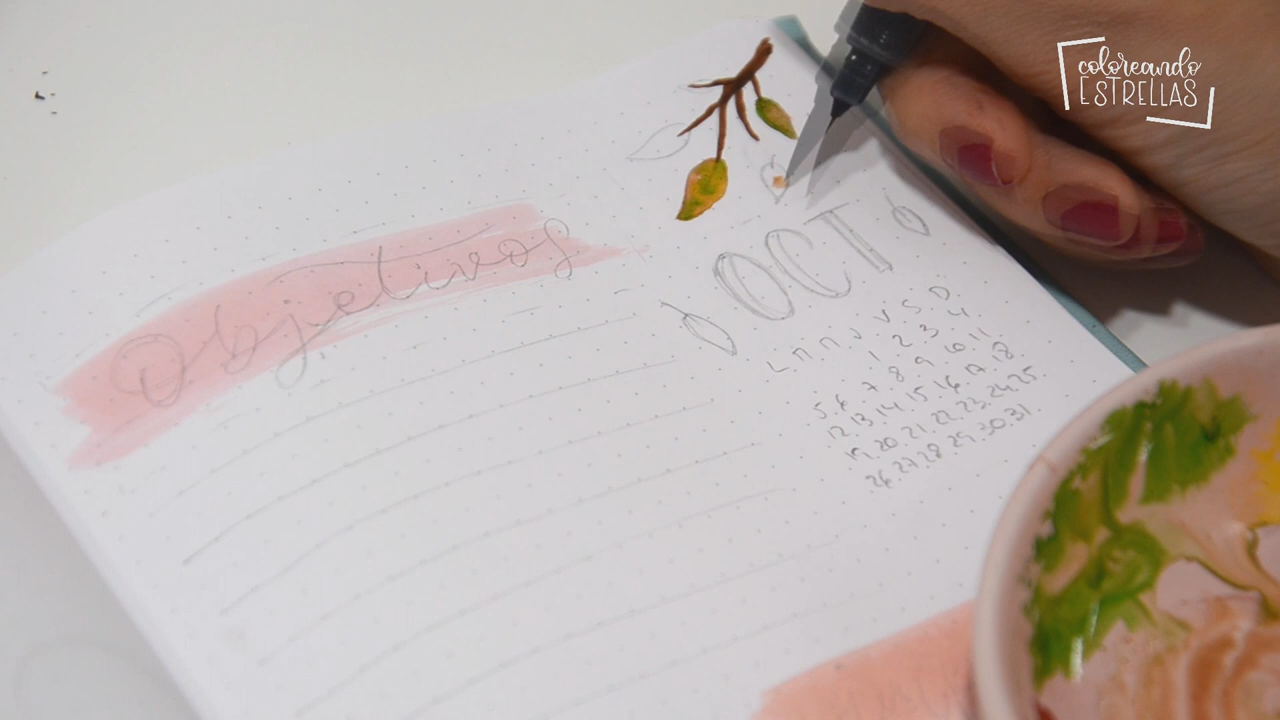 coloreando
ESTRELLAS
Objetivos
OCT
L M M J V S D
1 2 3 4
5. 6 7 8 9 10 11
12. 13. 14. 15. 16. 17. 18.
19. 20. 21. 22. 23. 24. 25.
26. 27. 28. 29. 30. 31.